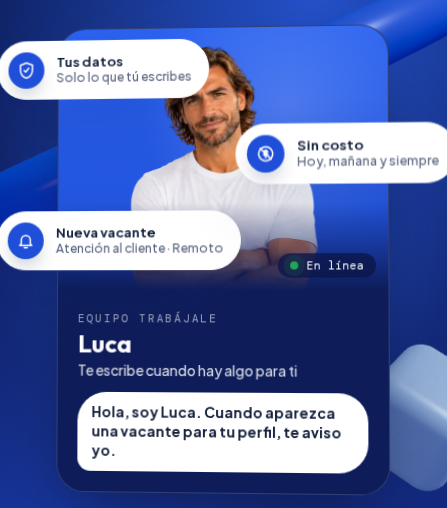 Tus datos
Solo lo que tú escribes
Sin costo
Hoy, mañana y siempre
Nueva vacante
Atención al cliente · Remoto
En línea
EQUIPO TRABÁJALE
Luca
Te escribe cuando hay algo para ti
Hola, soy Luca. Cuando aparezca
una vacante para tu perfil, te aviso
yo.